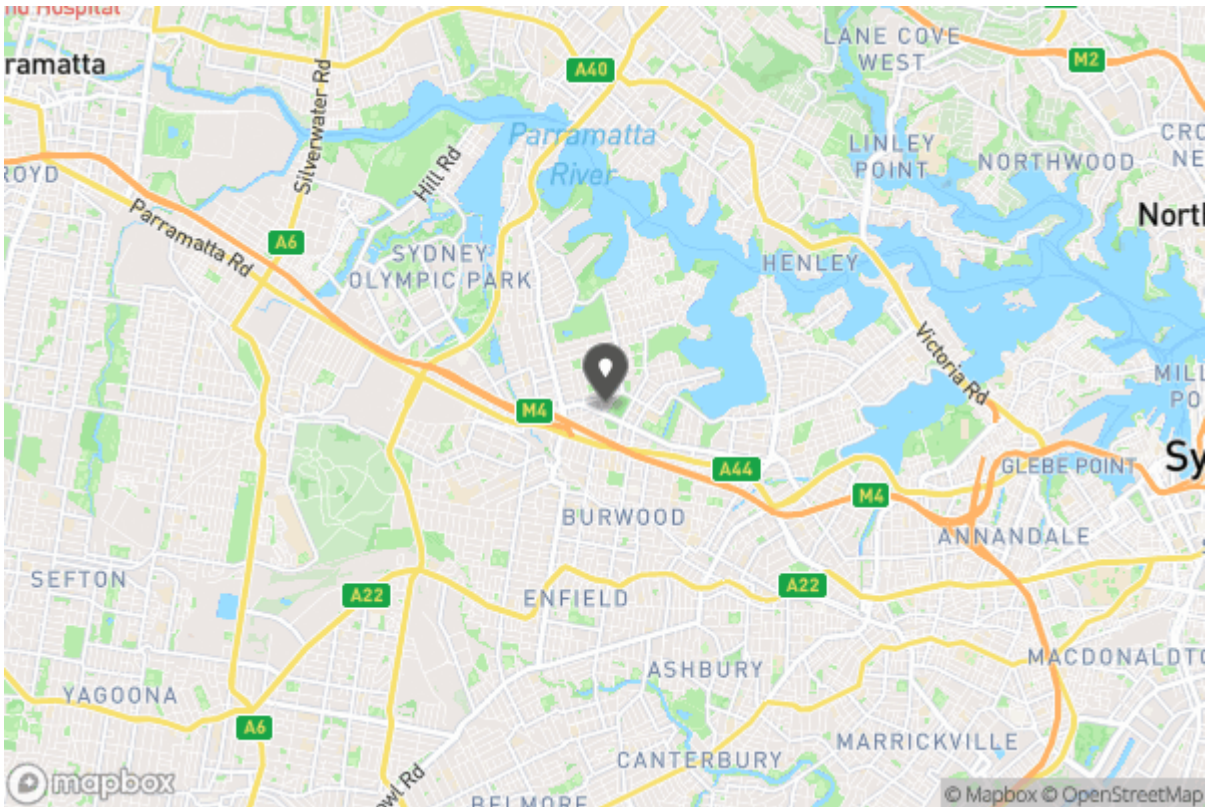 nd Hospital
rramatta
A40
LANE COVE
WEST
M2
Silverwater Rd
Parramatta
River
LINLEY
POINT
CRO
NE
NORTHWOOD
ROYD
Hill Rd
Parramatta Rd
A6
North
SYDNEY
OLYMPIC PARK
HENLEY
Victoria Rd
MILL
PO
M4
A44
GLEBE POINT
Sy
M4
BURWOOD
ANNANDALE
SEFTON
A22
ENFIELD
A22
ASHBURY
MACDONALDTO
YAGOONA
A6
MARRICKVILLE
CANTERBURY
owl Rd
BELMORE
mapbox
© Mapbox © OpenStreetMap